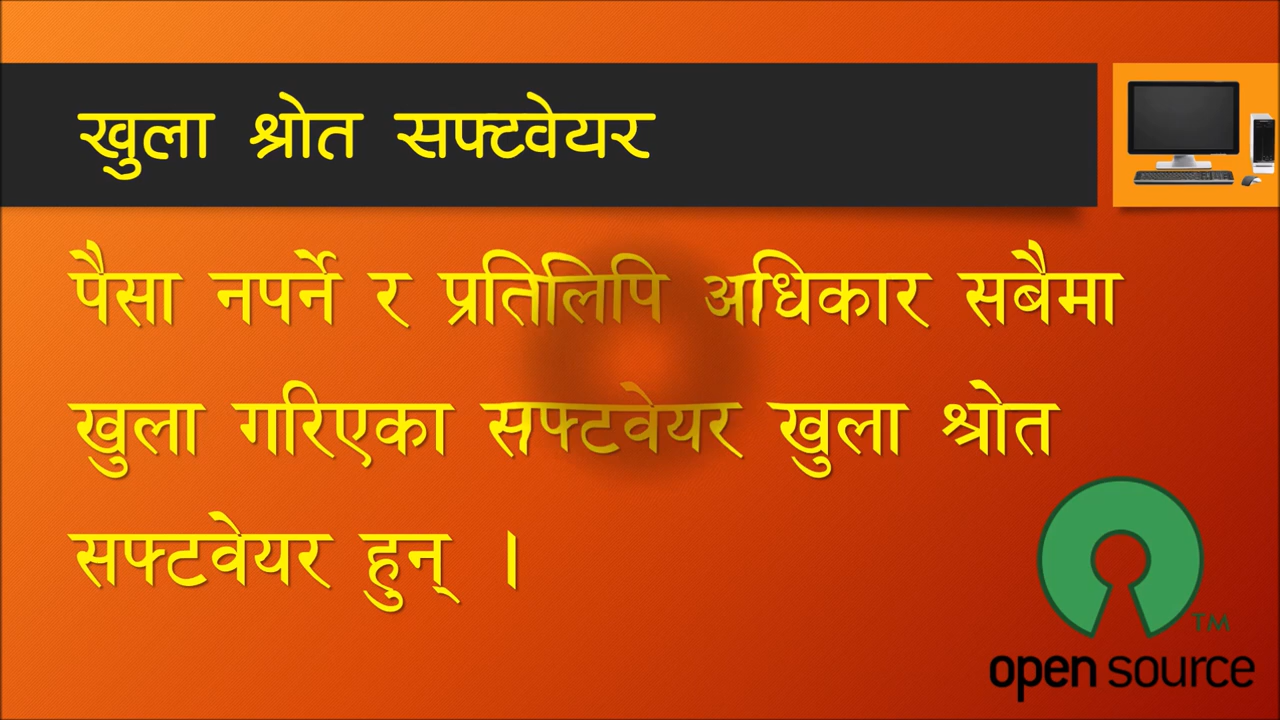 खुला श्रोत सफ्टवेयर
पैसा नपर्ने र प्रतिलिपि अधिकार सबैमा
खुला गरिएका सफ्टवेयर खुला श्रोत
सफ्टवेयर हुन् ।
TM
open source